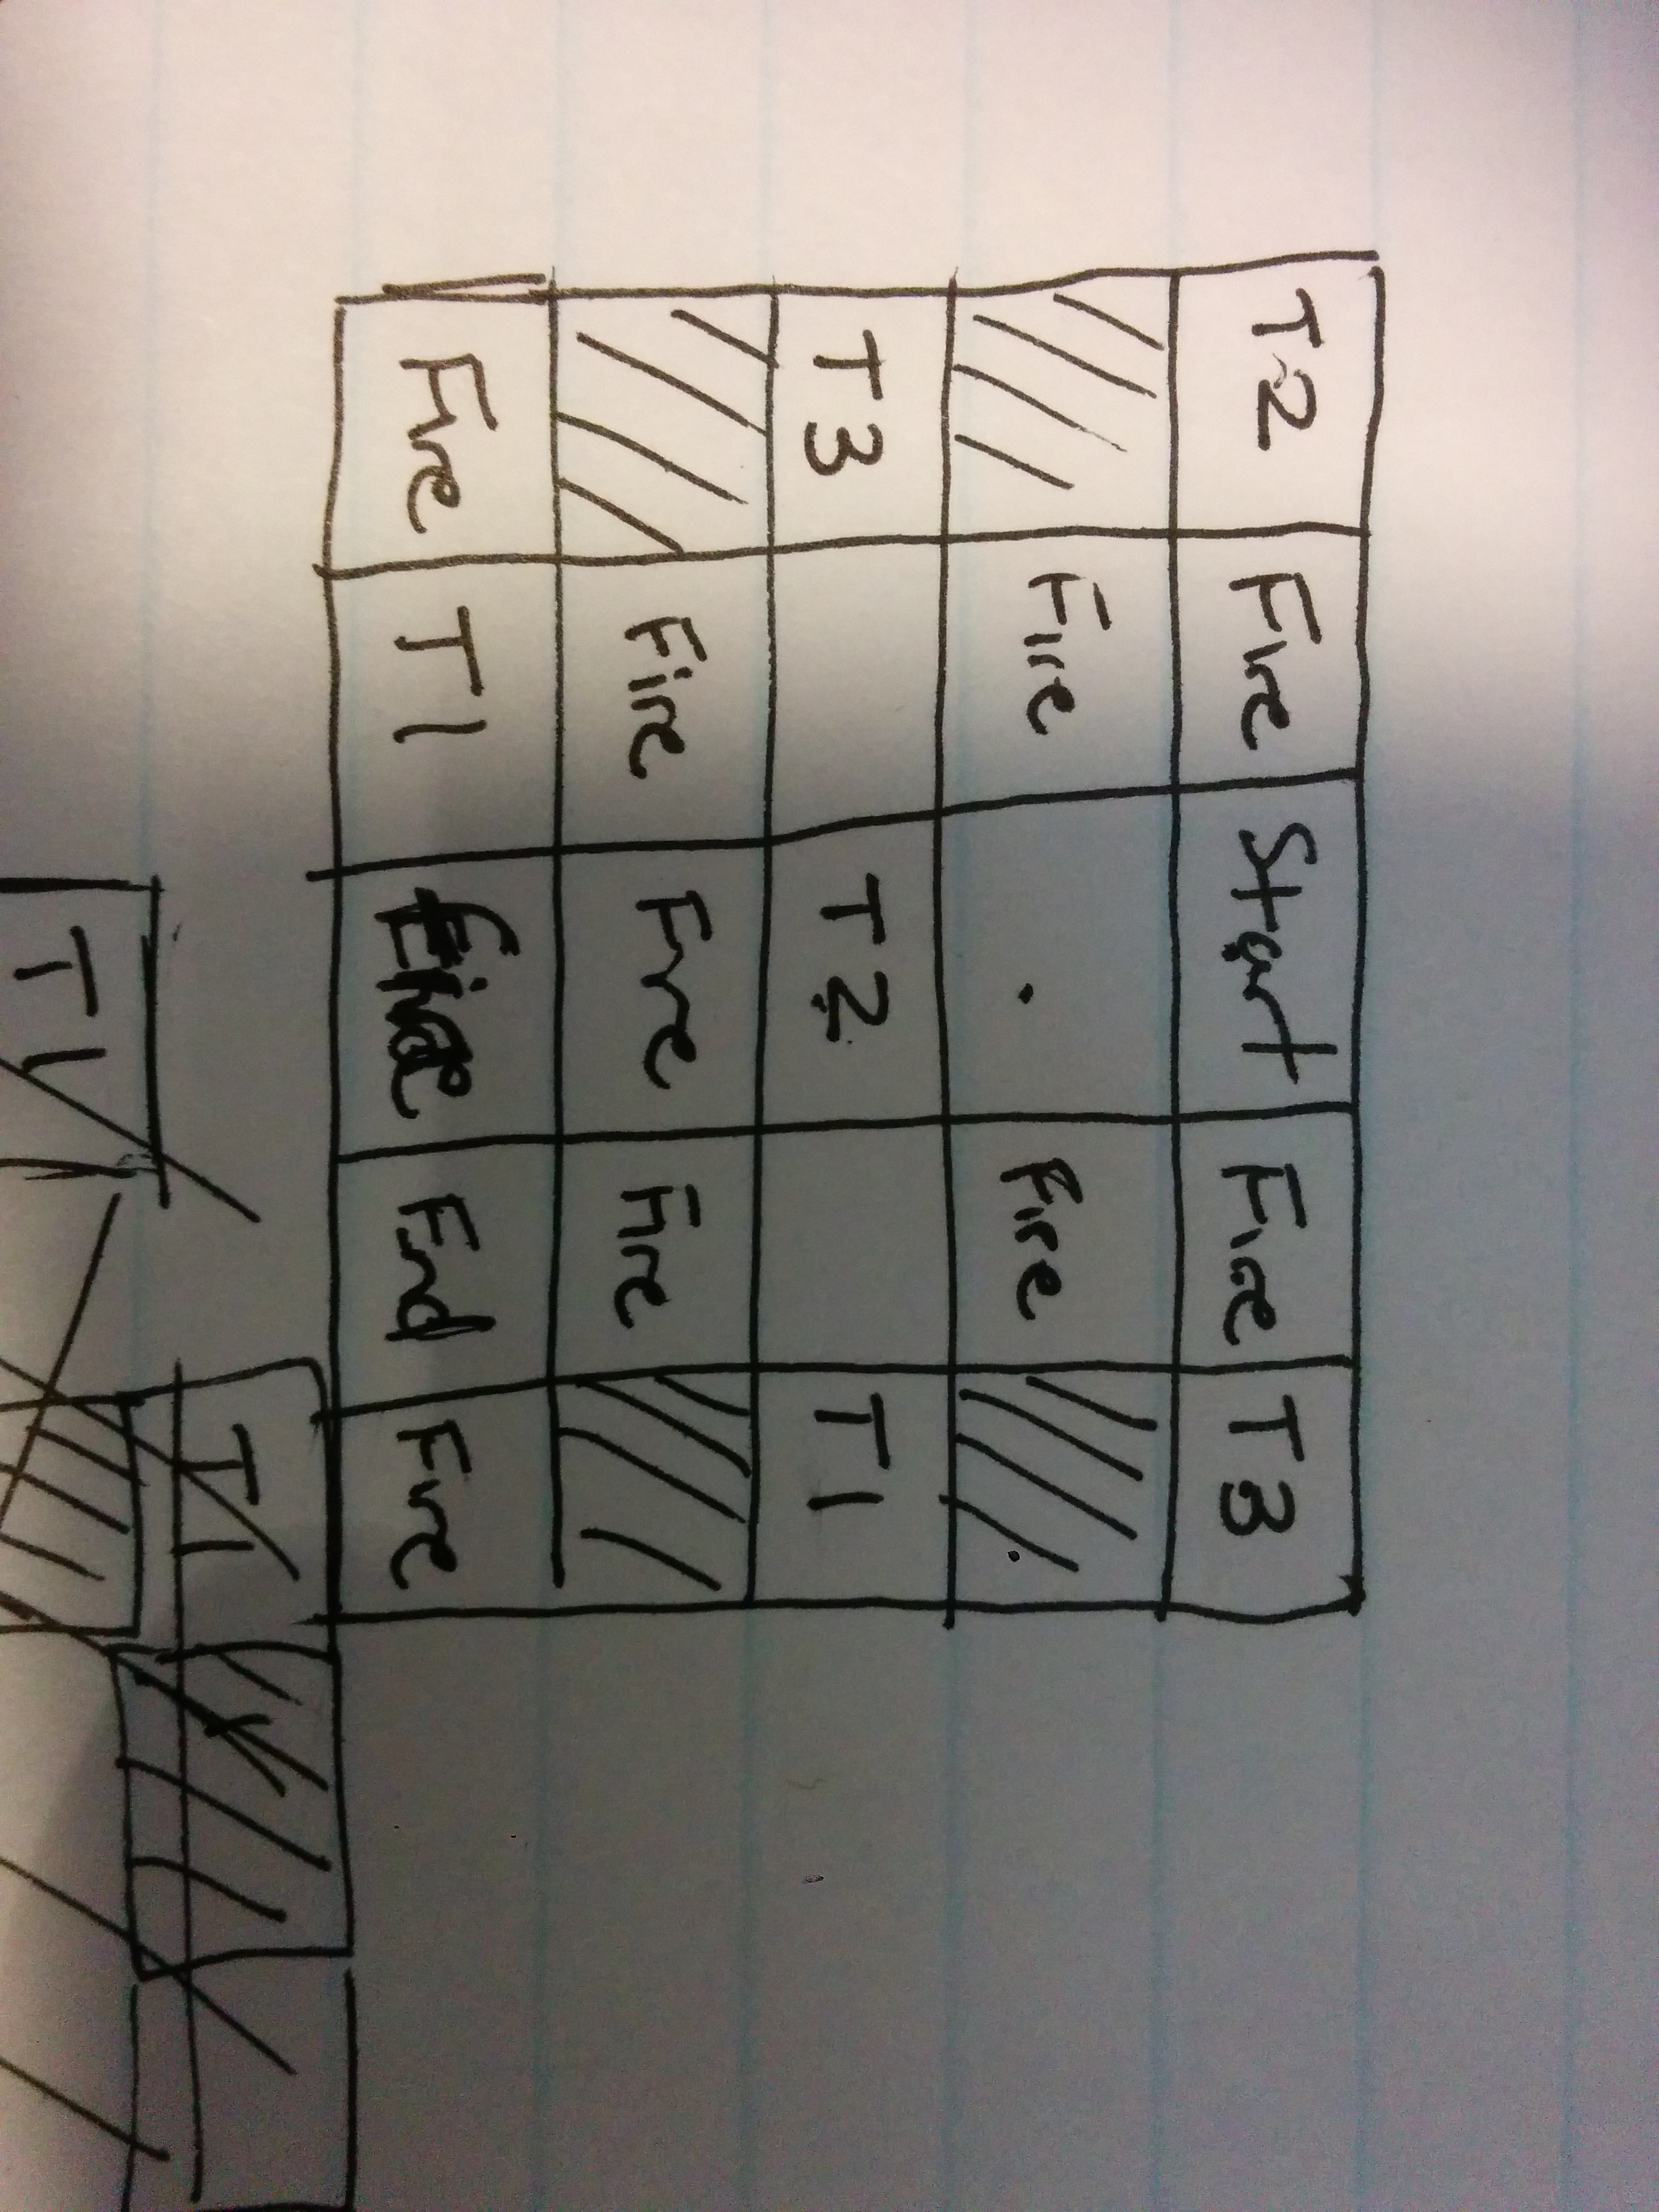 T2 Fire Start Fire T3
Fire Fire
T3 T2 T1
Fire Fire Fire
Fire T1 Fire End Fire
T1
T1